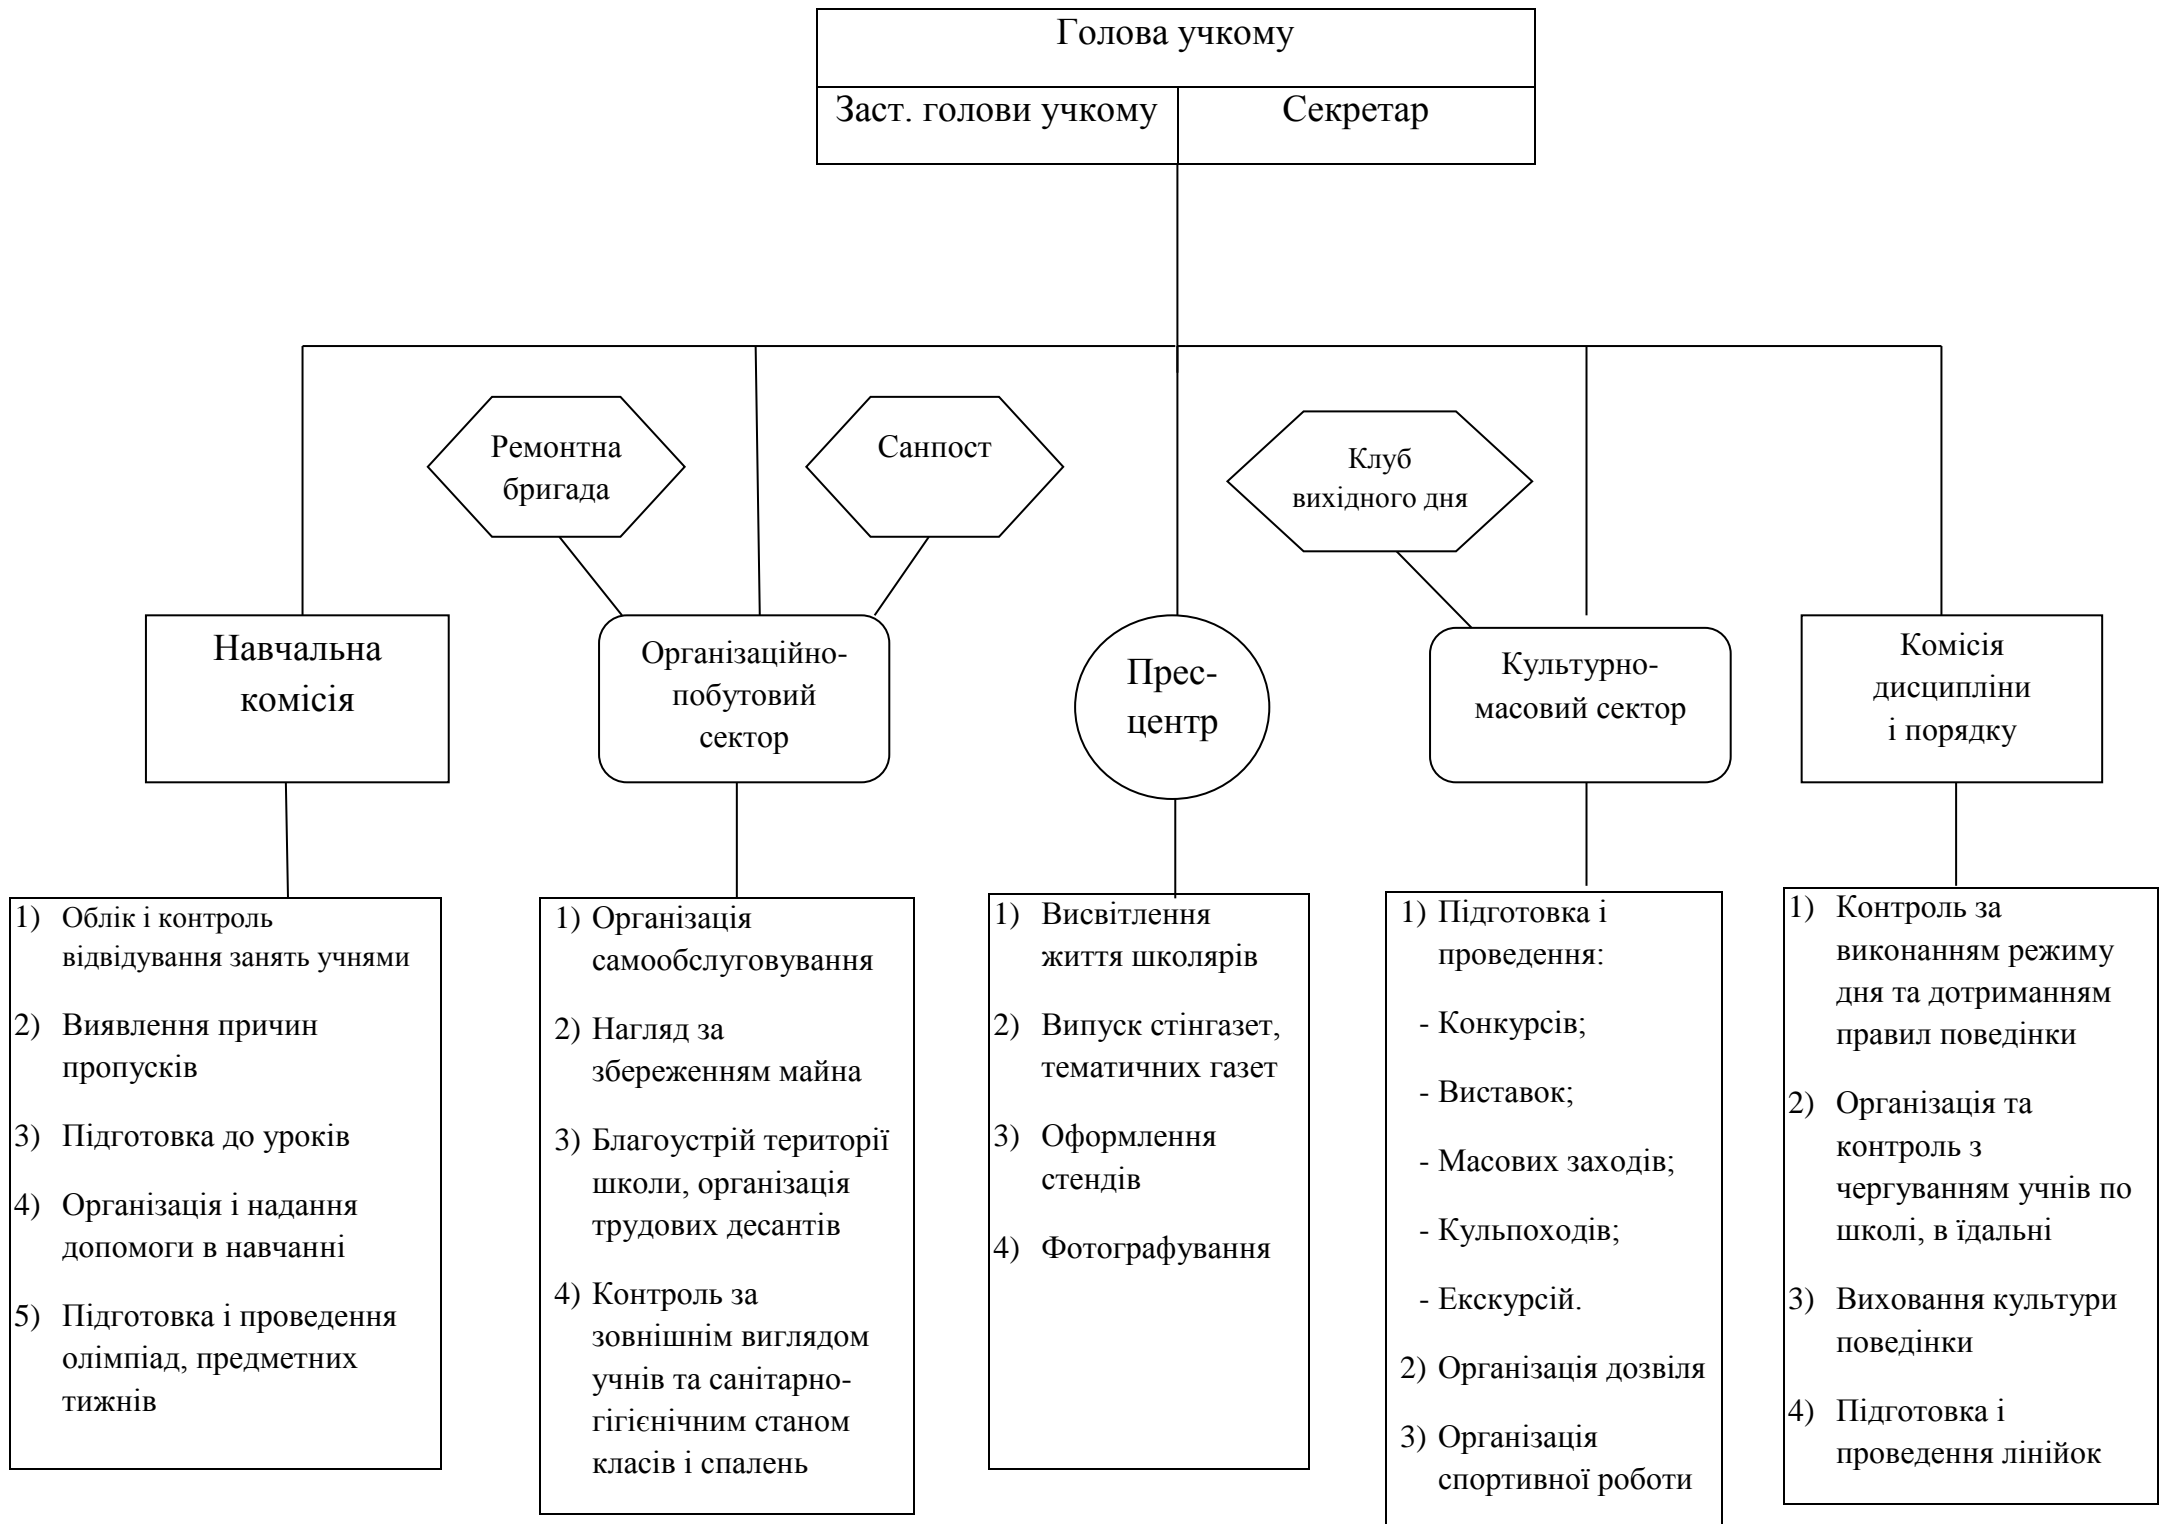 Голова учкому
Заст. голови учкому
Секретар
Ремонтна
бригада
Санпост
Клуб
вихідного дня
Навчальна
комісія
Організаційно-
побутовий
сектор
Прес-
центр
Культурно-
масовий сектор
Комісія
дисципліни
і порядку
1) Облік і контроль
відвідування занять учнями
2) Виявлення причин
пропусків
3) Підготовка до уроків
4) Організація і надання
допомоги в навчанні
5) Підготовка і проведення
олімпіад, предметних
тижнів
1) Організація
самообслуговування
2) Нагляд за
збереженням майна
3) Благоустрій території
школи, організація
трудових десантів
4) Контроль за
зовнішнім виглядом
учнів та санітарно-
гігієнічним станом
класів і спалень
1) Висвітлення
життя школярів
2) Випуск стінгазет,
тематичних газет
3) Оформлення
стендів
4) Фотографування
1) Підготовка і
проведення:
- Конкурсів;
- Виставок;
- Масових заходів;
- Кульпоходів;
- Екскурсій.
2) Організація дозвіля
3) Організація
спортивної роботи
1) Контроль за
виконанням режиму
дня та дотриманням
правил поведінки
2) Організація та
контроль з
чергуванням учнів по
школі, в їдальні
3) Виховання культури
поведінки
4) Підготовка і
проведення лінійок